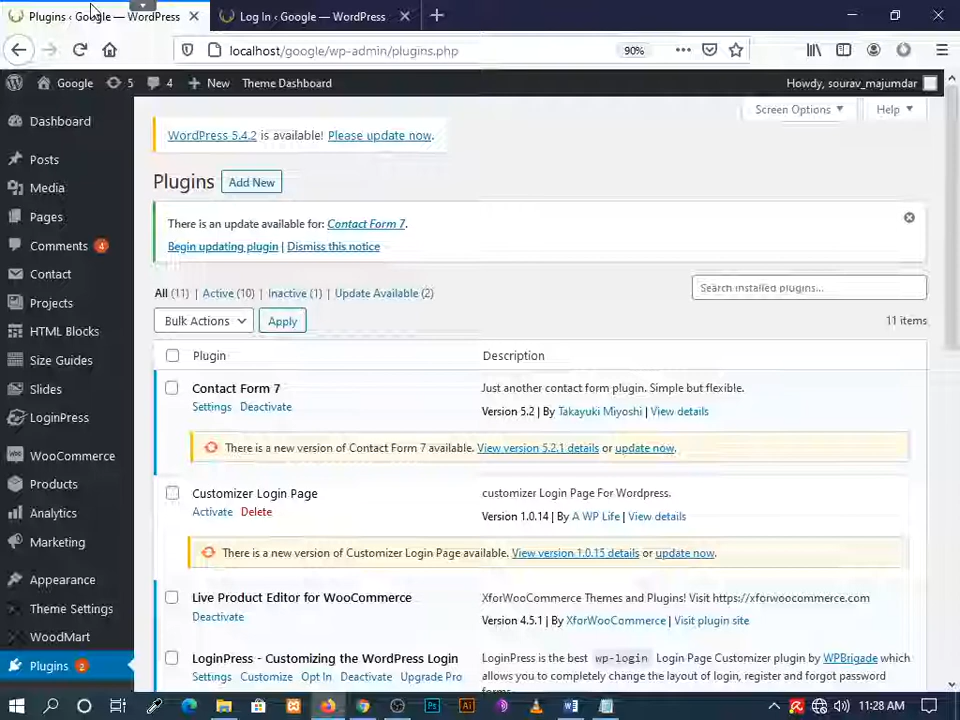 Plugins ‹ Google — WordPress
Log In ‹ Google — WordPress
localhost/google/wp-admin/plugins.php
90%
Google
5
4
New
Theme Dashboard
Howdy, sourav_majumdar
Screen Options
Help
Dashboard
Posts
Media
Pages
Comments 4
Contact
Projects
HTML Blocks
Size Guides
Slides
LoginPress
WooCommerce
Products
Analytics
Marketing
Appearance
Theme Settings
WoodMart
Plugins 2
WordPress 5.4.2 is available! Please update now.
Plugins
Add New
There is an update available for: Contact Form 7.
Begin updating plugin | Dismiss this notice
All (11) | Active (10) | Inactive (1) | Update Available (2)
Search installed plugins...
Bulk Actions
Apply
11 items
Plugin
Description
Contact Form 7
Settings | Deactivate
Just another contact form plugin. Simple but flexible.
Version 5.2 | By Takayuki Miyoshi | View details
There is a new version of Contact Form 7 available. View version 5.2.1 details or update now.
Customizer Login Page
Activate | Delete
customizer Login Page For Wordpress.
Version 1.0.14 | By A WP Life | View details
There is a new version of Customizer Login Page available. View version 1.0.15 details or update now.
Live Product Editor for WooCommerce
Deactivate
XforWooCommerce Themes and Plugins! Visit https://xforwoocommerce.com
Version 4.5.1 | By XforWooCommerce | Visit plugin site
LoginPress - Customizing the WordPress Login
Settings | Customize | Opt In | Deactivate | Upgrade Pro
LoginPress is the best wp-login Login Page Customizer plugin by WPBrigade which
allows you to completely change the layout of login, register and forgot password
forms.
Ps
Ai
11:28 AM